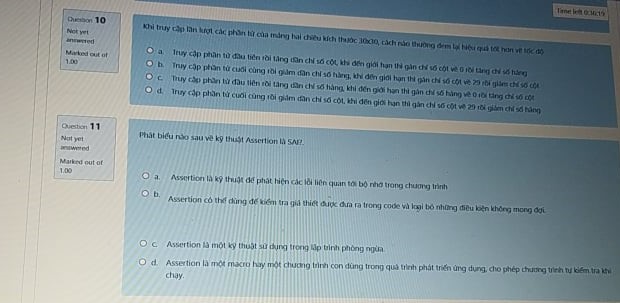 Time left 0:36:19
Question 10
Not yet
answered
Marked out of
1.00
Khi truy cập lần lượt các phần tử của mảng hai chiều kích thước 30x30, cách nào thường đem lại hiệu quả tốt hơn về tốc độ
a. Truy cập phần tử đầu tiên rồi tăng dần chỉ số cột, khi đến giới hạn thì gán chỉ số cột về 0 rồi tăng chỉ số hàng
b. Truy cập phần tử cuối cùng rồi giảm dần chỉ số hàng, khi đến giới hạn thì gán chỉ số cột về 29 rồi giảm chỉ số cột
c. Truy cập phần tử đầu tiên rồi tăng dần chỉ số hàng, khi đến giới hạn thì gán chỉ số hàng về 0 rồi tăng chỉ số cột
d. Truy cập phần tử cuối cùng rồi giảm dần chỉ số cột, khi đến giới hạn thì gán chỉ số cột về 29 rồi giảm chỉ số hàng
Question 11
Not yet
answered
Marked out of
1.00
Phát biểu nào sau về kỹ thuật Assertion là SAI?.
a. Assertion là kỹ thuật để phát hiện các lỗi liên quan tới bộ nhớ trong chương trình
b. Assertion có thể dùng để kiểm tra giả thiết được đưa ra trong code và loại bỏ những điều kiện không mong đợi.
c. Assertion là một kỹ thuật sử dụng trong lập trình phòng ngừa.
d. Assertion là một macro hay một chương trình con dùng trong quá trình phát triển ứng dụng, cho phép chương trình tự kiểm tra khi
chạy.